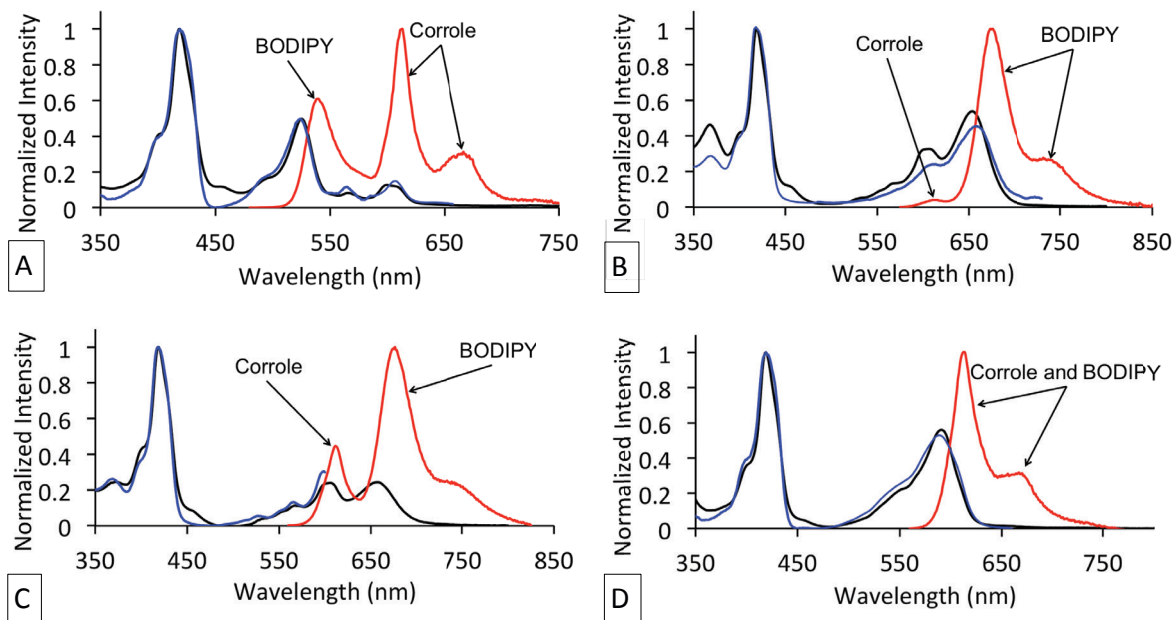 Normalized Intensity
1
0.8
0.6
0.4
0.2
0
350 450 550 650 750
Wavelength (nm)
BODIPY
Corrole
A
Normalized Intensity
1
0.8
0.6
0.4
0.2
0
350 450 550 650 750 850
Wavelength (nm)
Corrole
BODIPY
B
Normalized Intensity
1
0.8
0.6
0.4
0.2
0
350 450 550 650 750 850
Wavelength (nm)
Corrole
BODIPY
C
Normalized Intensity
1
0.8
0.6
0.4
0.2
0
350 450 550 650 750
Wavelength (nm)
Corrole and BODIPY
D